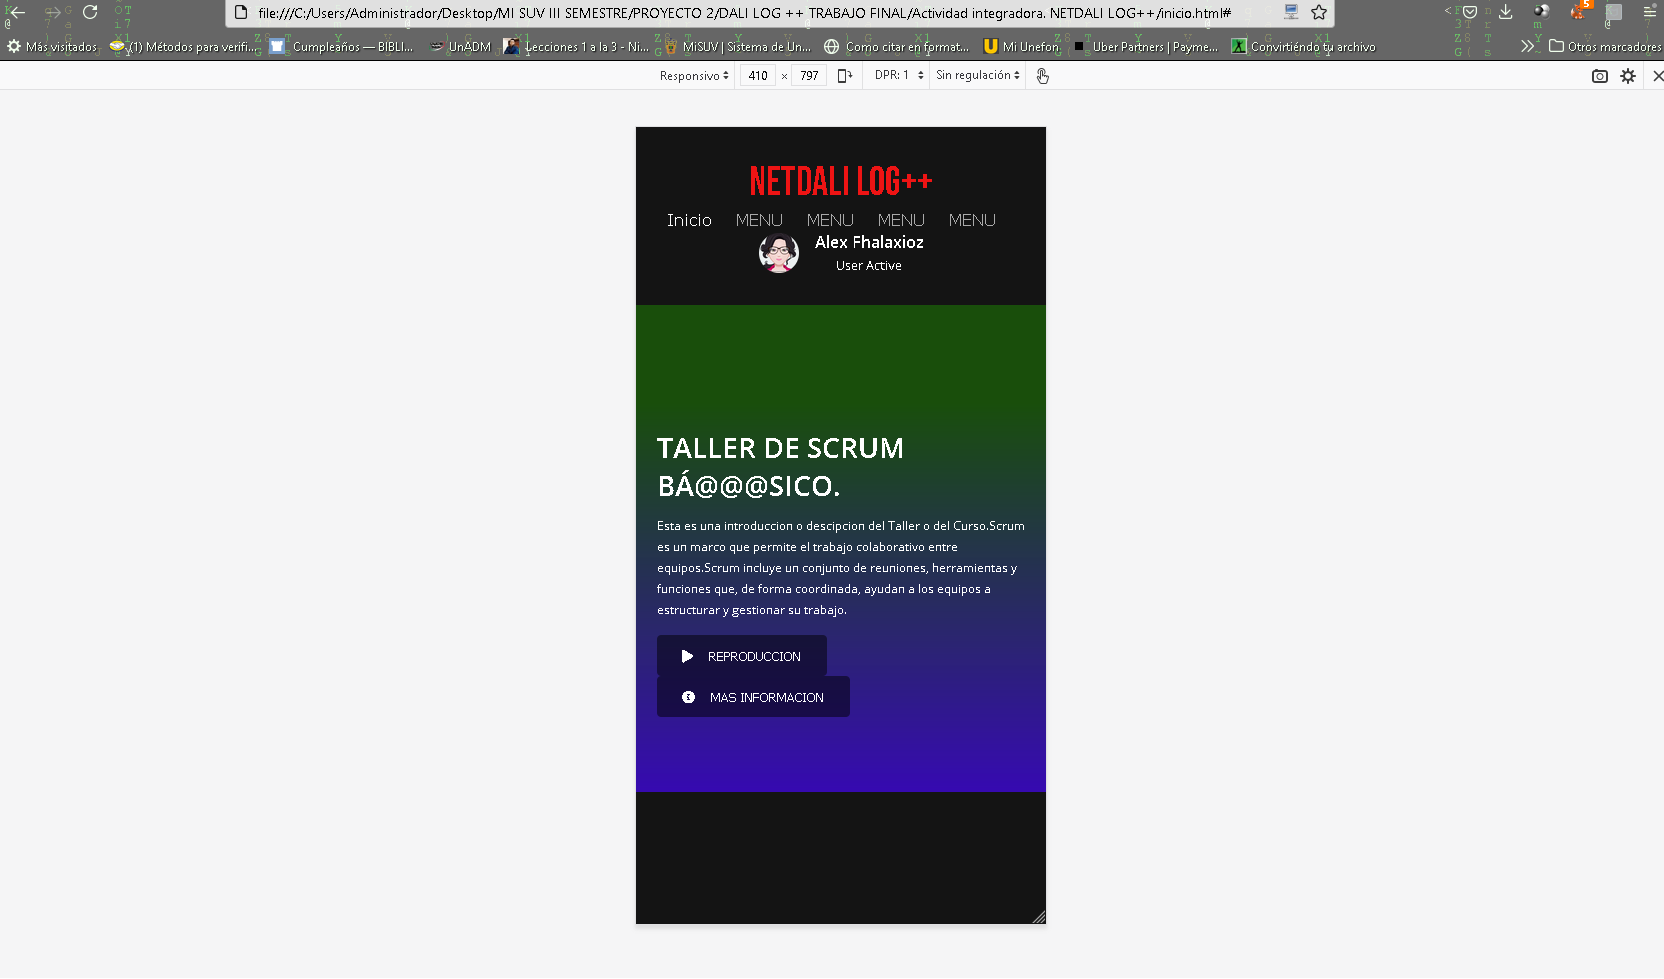 file:///C:/Users/Administrador/Desktop/MI SUV III SEMESTRE/PROYECTO 2/DALI LOG ++ TRABAJO FINAL/Actividad integradora. NETDALI LOG++/inicio.html#
5
Más visitados
(1) Métodos para verifi...
Cumpleaños — BIBLI...
UnADM
Lecciones 1 a la 3 - Ni...
MiSUV | Sistema de Un...
Como citar en format...
Mi Unefon
Uber Partners | Payme...
Convirtiéndo tu archivo
Otros marcadores
Responsivo 410 × 797 DPR: 1 Sin regulación
NETDALI LOG++
Inicio MENU MENU MENU MENU
Alex Fhalaxioz
User Active
TALLER DE SCRUM
BÁ@@@SICO.
Esta es una introduccion o descipcion del Taller o del Curso.Scrum
es un marco que permite el trabajo colaborativo entre
equipos.Scrum incluye un conjunto de reuniones, herramientas y
funciones que, de forma coordinada, ayudan a los equipos a
estructurar y gestionar su trabajo.
REPRODUCCION
MAS INFORMACION